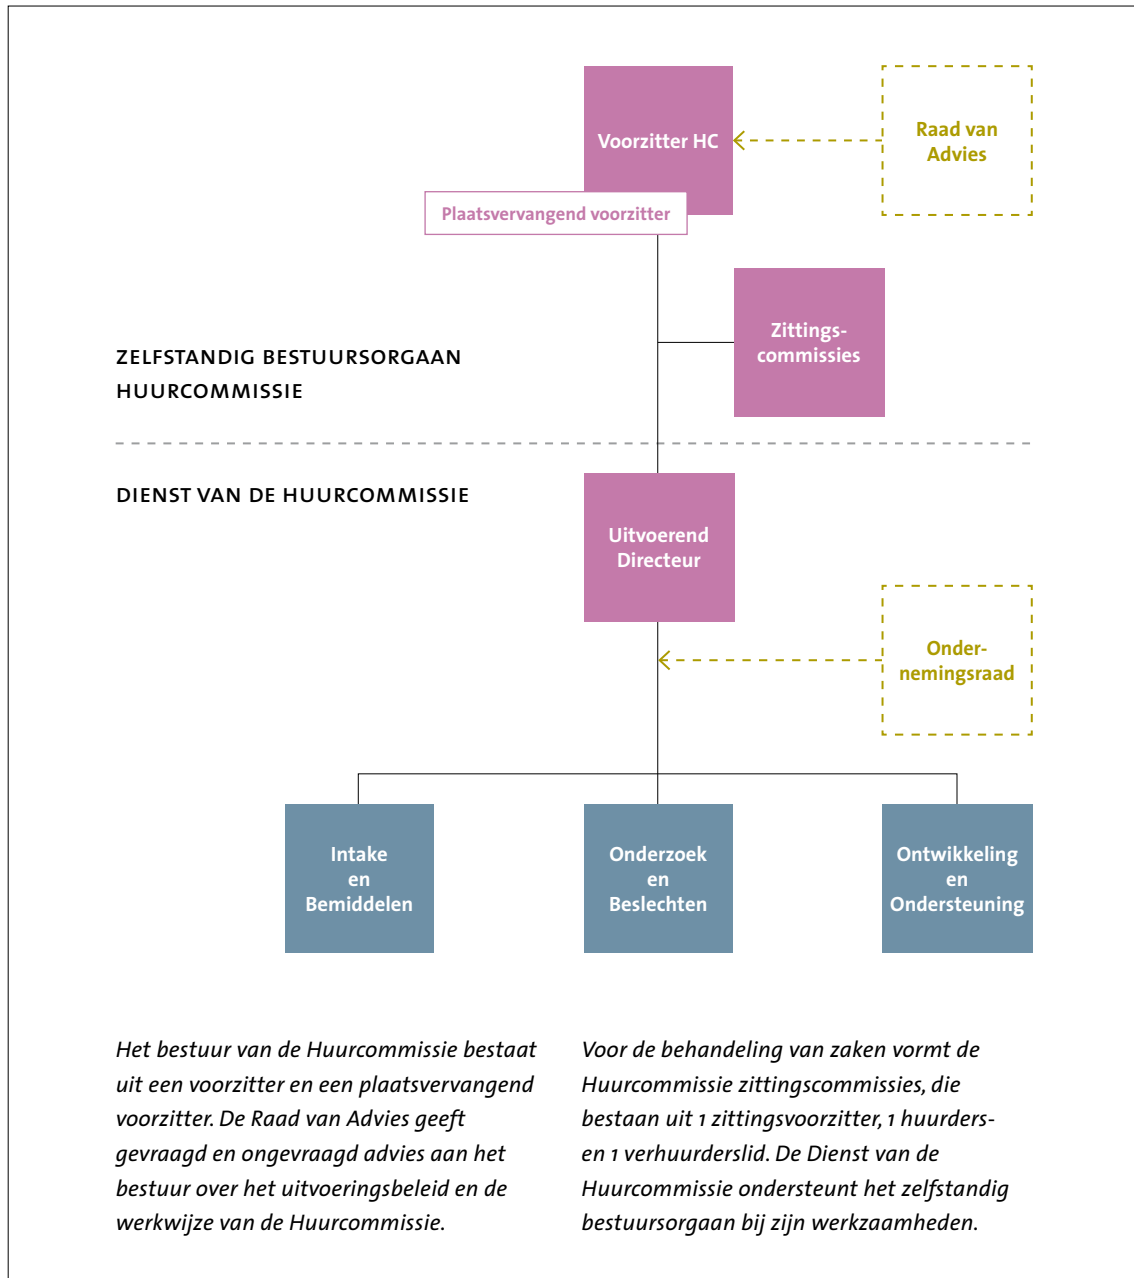 Voorzitter HC
Raad van
Advies
Plaatsvervangend voorzitter
Zittings-
commissies
ZELFSTANDIG BESTUURSORGAAN
HUURCOMMISSIE
DIENST VAN DE HUURCOMMISSIE
Uitvoerend
Directeur
Onder-
nemingsraad
Intake
en
Bemiddelen
Onderzoek
en
Beslechten
Ontwikkeling
en
Ondersteuning
Het bestuur van de Huurcommissie bestaat
uit een voorzitter en een plaatsvervangend
voorzitter. De Raad van Advies geeft
gevraagd en ongevraagd advies aan het
bestuur over het uitvoeringsbeleid en de
werkwijze van de Huurcommissie.
Voor de behandeling van zaken vormt de
Huurcommissie zittingscommissies, die
bestaan uit 1 zittingsvoorzitter, 1 huurders-
en 1 verhuurderslid. De Dienst van de
Huurcommissie ondersteunt het zelfstandig
bestuursorgaan bij zijn werkzaamheden.